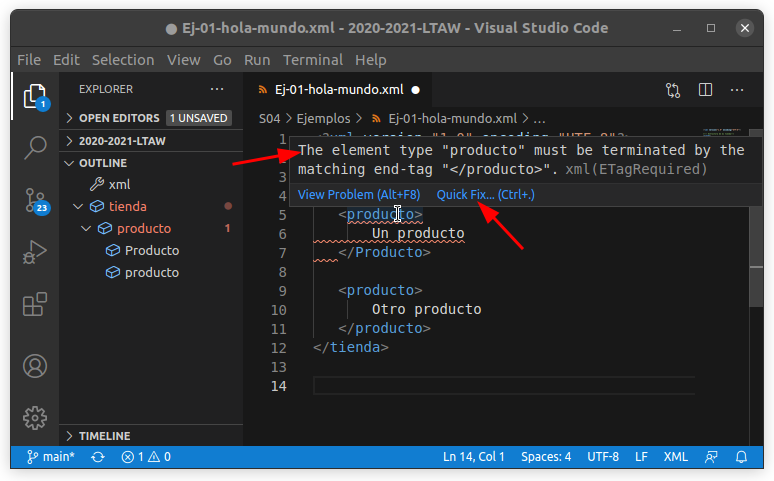 ● Ej-01-hola-mundo.xml - 2020-2021-LTAW - Visual Studio Code
File Edit Selection View Go Run Terminal Help
EXPLORER
Ej-01-hola-mundo.xml
OPEN EDITORS 1 UNSAVED
S04 > Ejemplos > Ej-01-hola-mundo.xml > ...
2020-2021-LTAW
OUTLINE
xml
tienda
producto 1
Producto
producto
TIMELINE
1
The element type "producto" must be terminated by the
matching end-tag "</producto>". xml(ETagRequired)
View Problem (Alt+F8) Quick Fix... (Ctrl+.)
5 <producto>
6 Un producto
7 </Producto>
8
9 <producto>
10 Otro producto
11 </producto>
12 </tienda>
13
14
1
23
main* 1 0 Ln 14, Col 1 Spaces: 4 UTF-8 LF XML